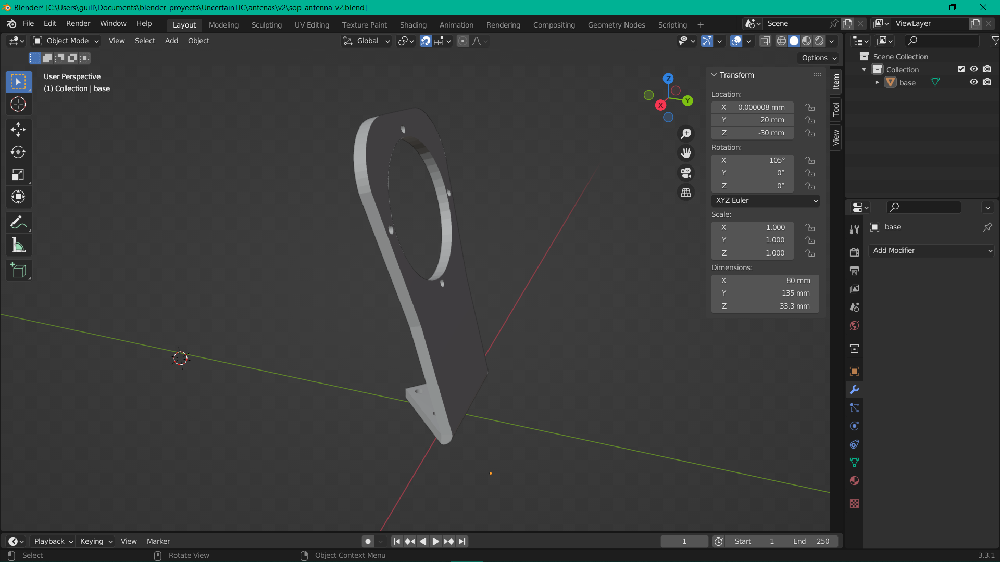 Blender* [C:\Users\guill\Documents\blender_proyects\UncertainTIC\antenas\v2\sop_antenna_v2.blend]
File Edit Render Window Help
Layout Modeling Sculpting UV Editing Texture Paint Shading Animation Rendering Compositing Geometry Nodes Scripting
Scene
ViewLayer
Object Mode View Select Add Object
Global
Options
User Perspective
(1) Collection | base
Z
Y
X
Transform
Location:
X 0.000008 mm
Y 20 mm
Z -30 mm
Rotation:
X 105°
Y 0°
Z 0°
XYZ Euler
Scale:
X 1.000
Y 1.000
Z 1.000
Dimensions:
X 80 mm
Y 135 mm
Z 33.3 mm
Item
Tool
View
Scene Collection
Collection
base
base
Add Modifier
Playback Keying View Marker
1
Start 1
End 250
Select
Rotate View
Object Context Menu
3.3.1